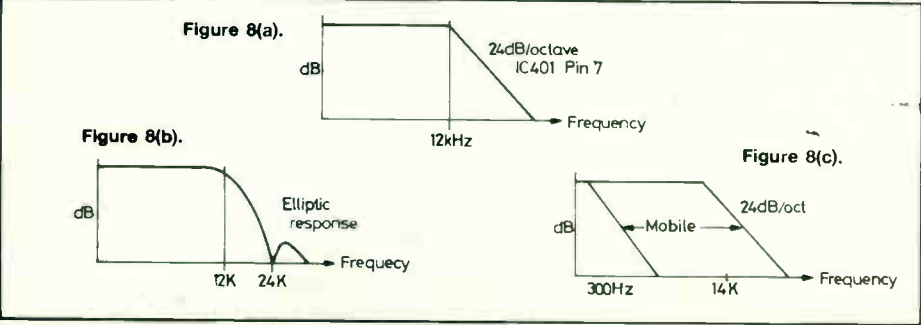 Figure 8(a).
dB
24dB/octave
IC401 Pin 7
12kHz
Frequency
Figure 8(b).
dB
Elliptic
response
12K
24K
Frequecy
Figure 8(c).
dB
Mobile
24dB/oct
300Hz
14K
Frequency